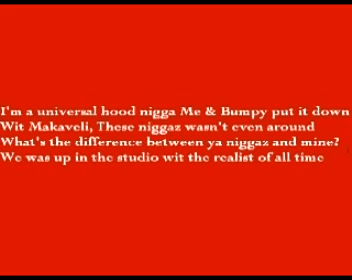 I'm a universal hood nigga Me & Bumpy put it down
Wit Makaveli, These niggaz wasn't even around
What's the difference between ya niggaz and mine?
We was up in the studio wit the realist of all time